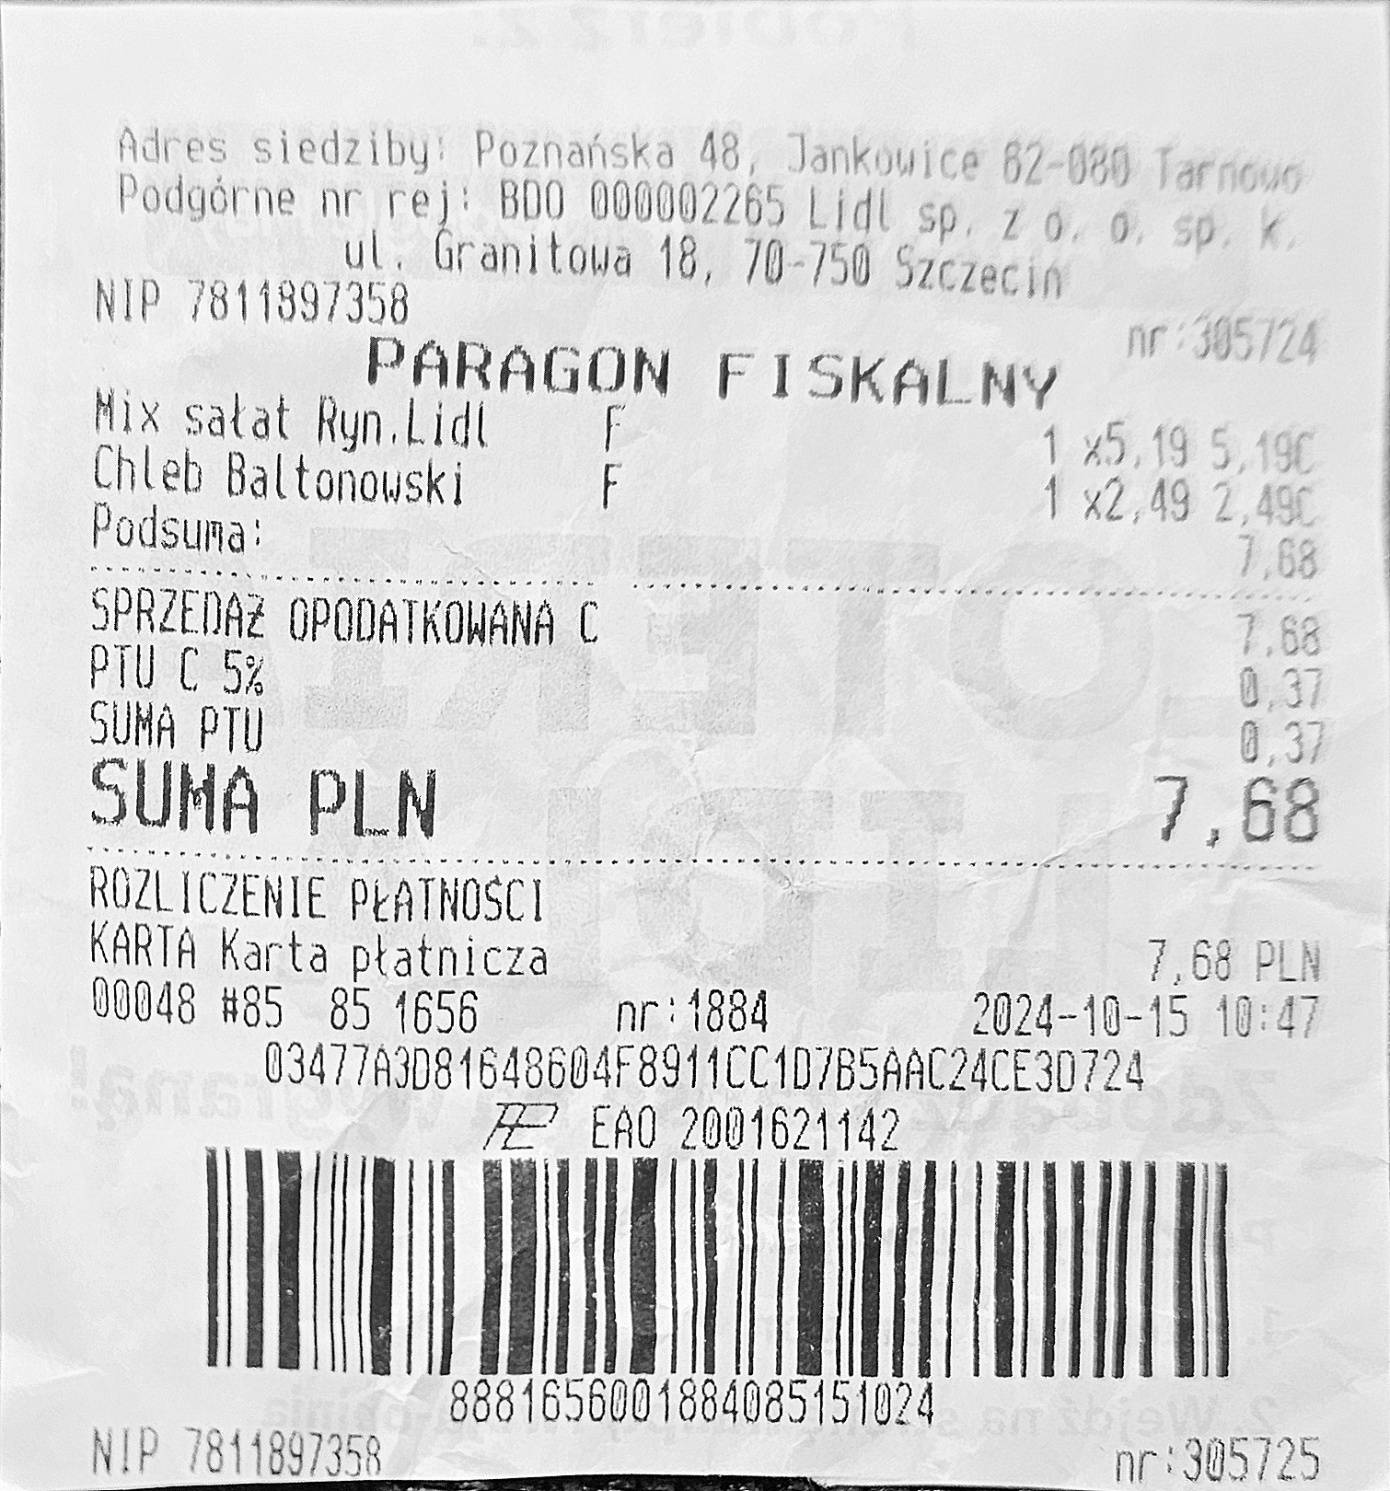 Adres siedziby: Poznańska 48, Jankowice 62-080 Tarnowo
Podgórne nr rej: BDO 000002265 Lidl sp. z o. o. sp. k.
ul. Granitowa 18, 70-750 Szczecin
NIP 7811897358
nr:305724
PARAGON FISKALNY
Mix sałat Ryn.Lidl F 1 x5,19 5,19C
Chleb Baltonowski F 1 x2,49 2,49C
Podsuma: 7,68
SPRZEDAŻ OPODATKOWANA C 7,68
PTU C 5% 0,37
SUMA PTU 0,37
SUMA PLN 7,68
ROZLICZENIE PŁATNOŚCI
KARTA Karta płatnicza 7,68 PLN
00048 #85 85 1656 nr:1884 2024-10-15 10:47
03477A3D81648604F8911CC1D7B5AAC24CE3D724
EAO 2001621142
8881656001884085151024
NIP 7811897358 nr:305725